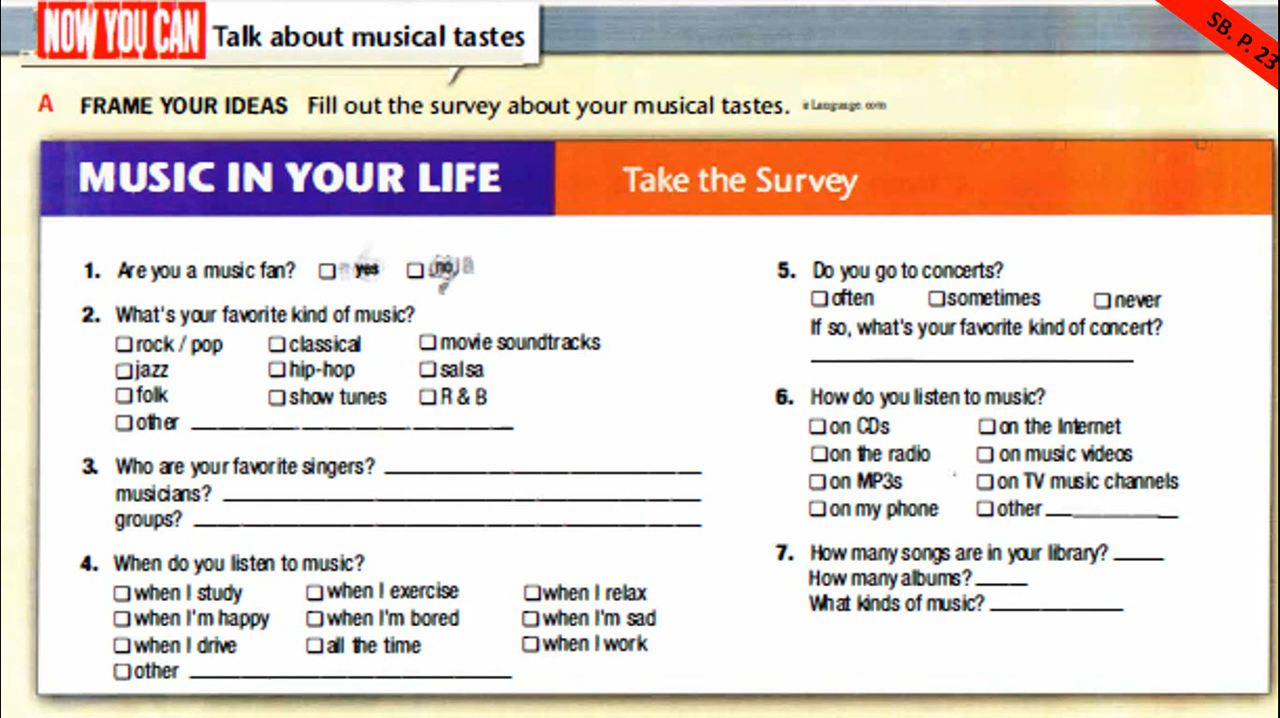 NOW YOU CAN Talk about musical tastes
SB. P. 23
A FRAME YOUR IDEAS Fill out the survey about your musical tastes. irLanguage.com
MUSIC IN YOUR LIFE Take the Survey
1. Are you a music fan? ❑ yes ❑ no
2. What's your favorite kind of music?
❑ rock / pop ❑ classical ❑ movie soundtracks
❑ jazz ❑ hip-hop ❑ salsa
❑ folk ❑ show tunes ❑ R & B
❑ other
3. Who are your favorite singers?
musicians?
groups?
4. When do you listen to music?
❑ when I study ❑ when I exercise ❑ when I relax
❑ when I'm happy ❑ when I'm bored ❑ when I'm sad
❑ when I drive ❑ all the time ❑ when I work
❑ other
5. Do you go to concerts?
❑ often ❑ sometimes ❑ never
If so, what's your favorite kind of concert?
6. How do you listen to music?
❑ on CDs ❑ on the Internet
❑ on the radio ❑ on music videos
❑ on MP3s ❑ on TV music channels
❑ on my phone ❑ other
7. How many songs are in your library?
How many albums?
What kinds of music?